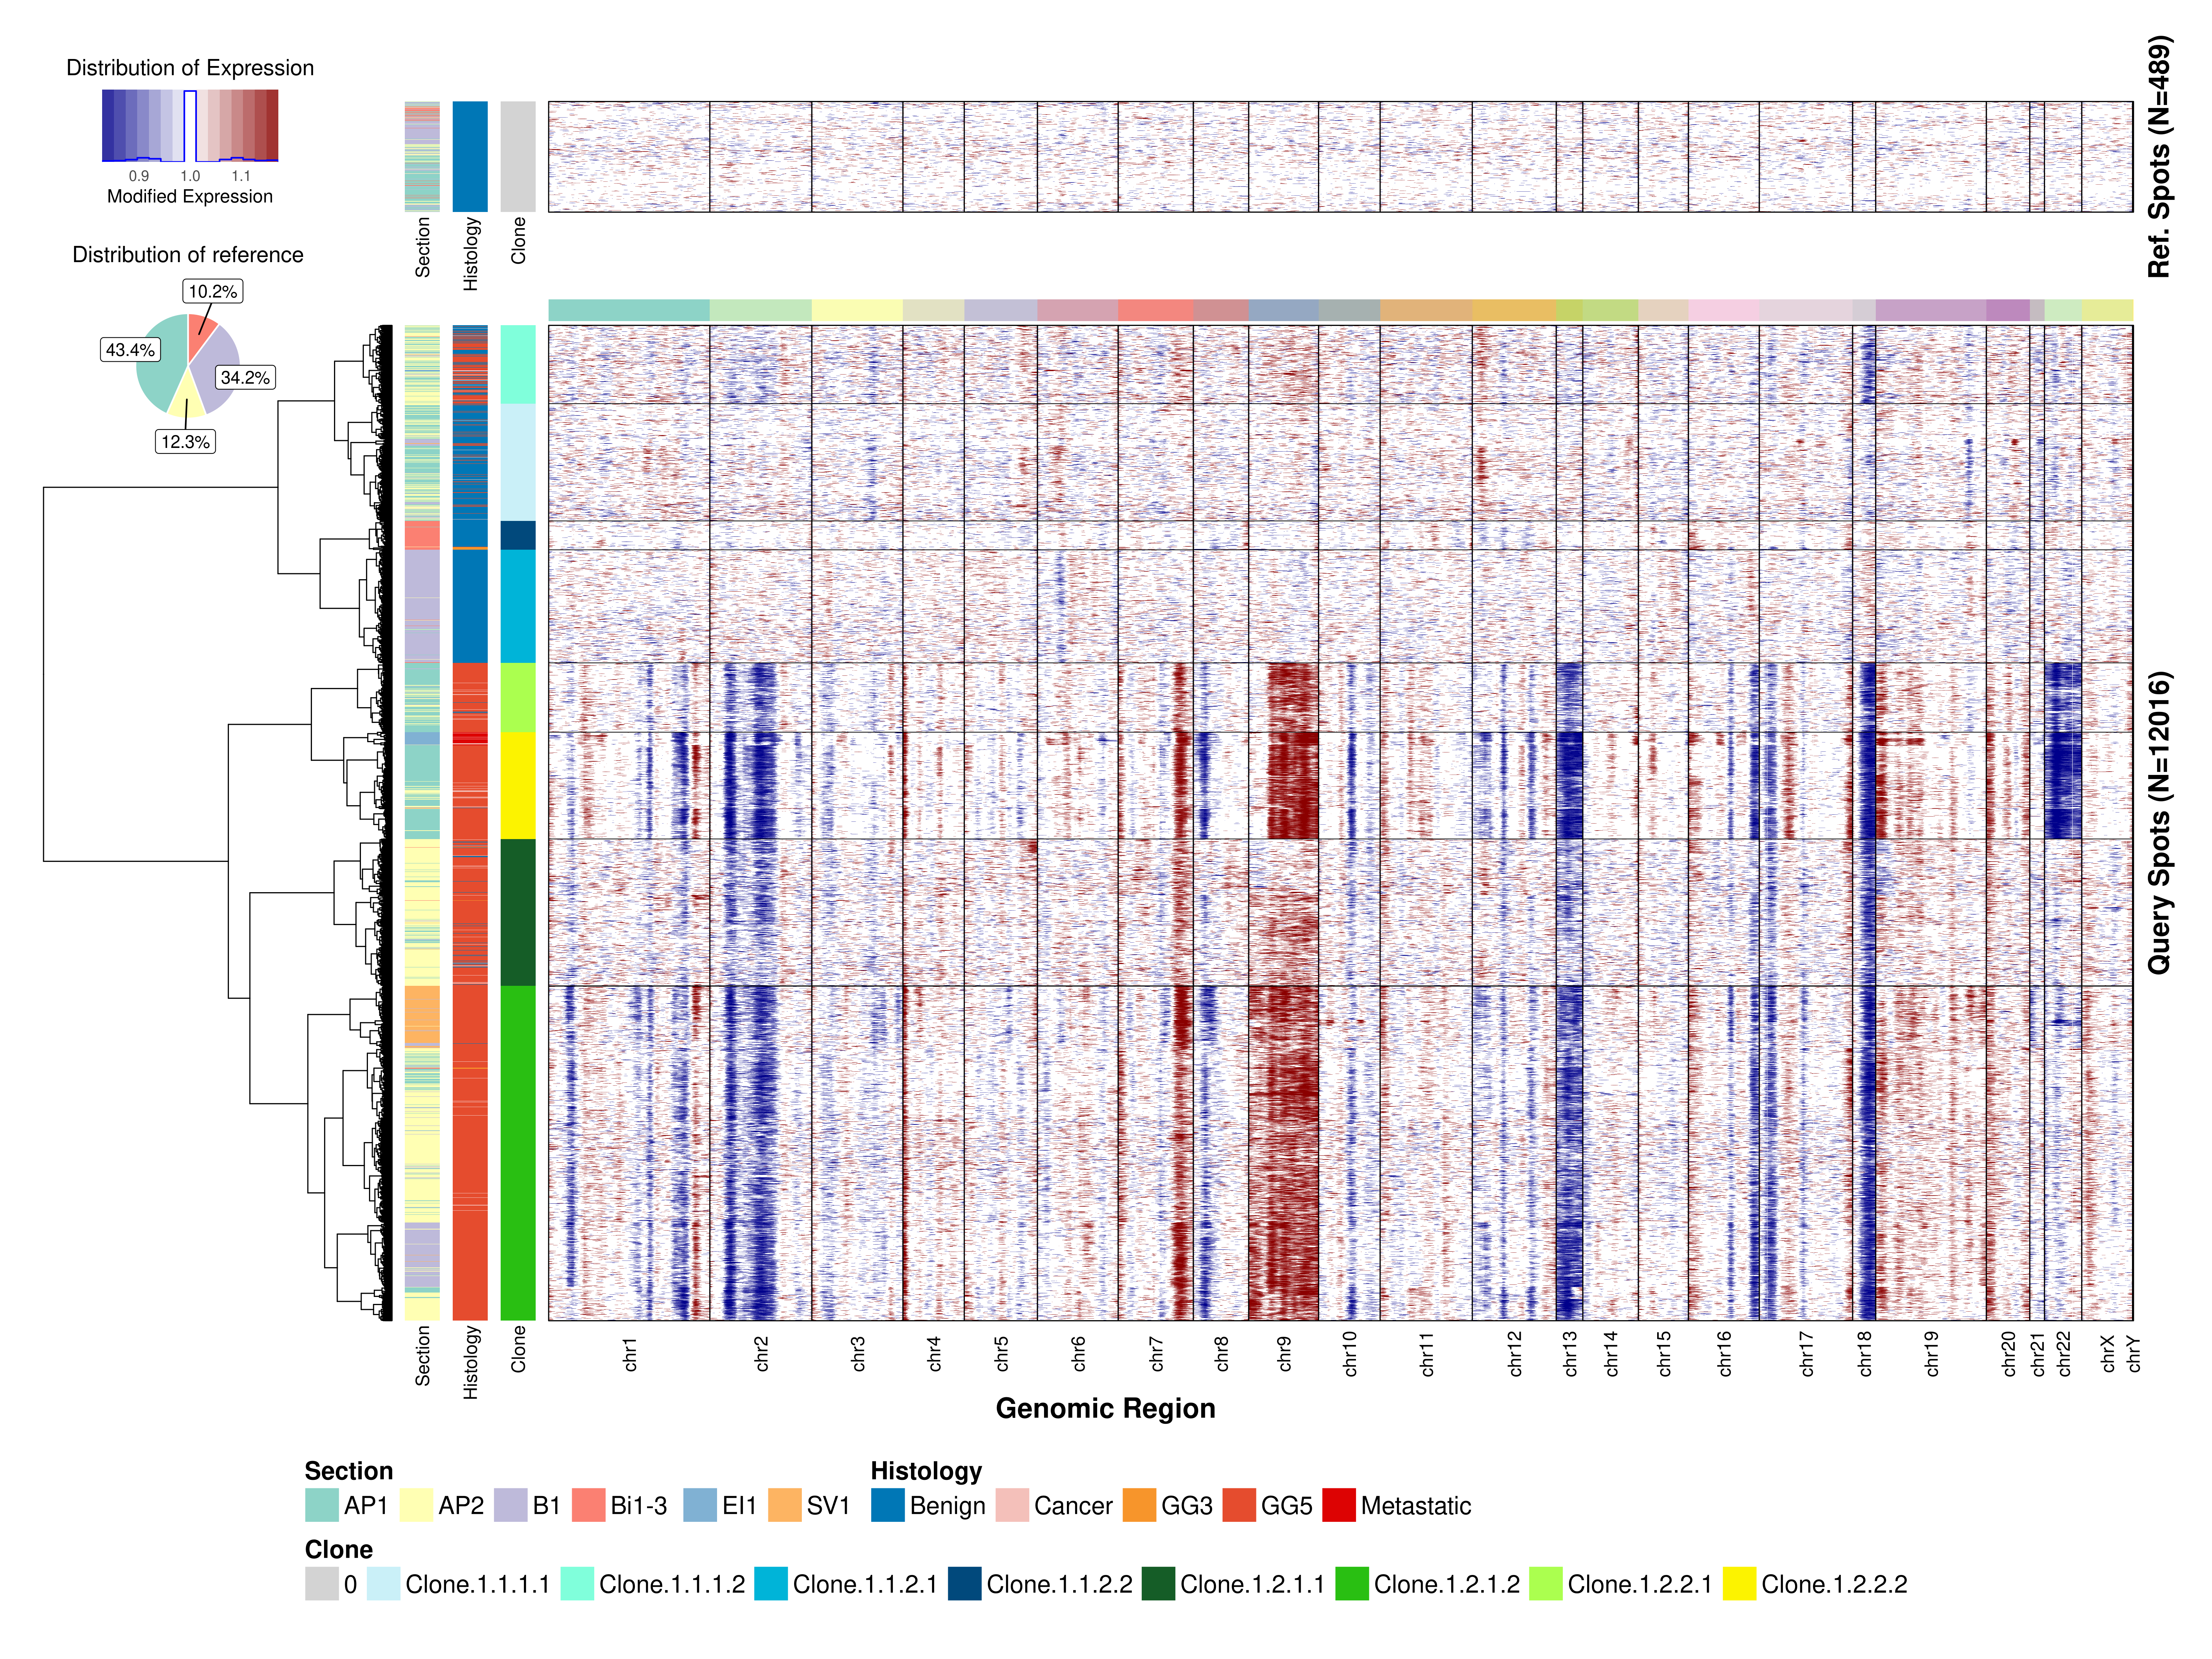 Distribution of Expression
0.9 1.0 1.1
Modified Expression
Distribution of reference
10.2%
43.4%
34.2%
12.3%
Section
Histology
Clone
Ref. Spots (N=489)
Query Spots (N=12016)
Section
Histology
Clone
chr1 chr2 chr3 chr4 chr5 chr6 chr7 chr8 chr9 chr10 chr11 chr12 chr13 chr14 chr15 chr16 chr17 chr18 chr19 chr20 chr21 chr22 chrX chrY
Genomic Region
Section
AP1 AP2 B1 Bi1-3 EI1 SV1
Histology
Benign Cancer GG3 GG5 Metastatic
Clone
0 Clone.1.1.1.1 Clone.1.1.1.2 Clone.1.1.2.1 Clone.1.1.2.2 Clone.1.2.1.1 Clone.1.2.1.2 Clone.1.2.2.1 Clone.1.2.2.2